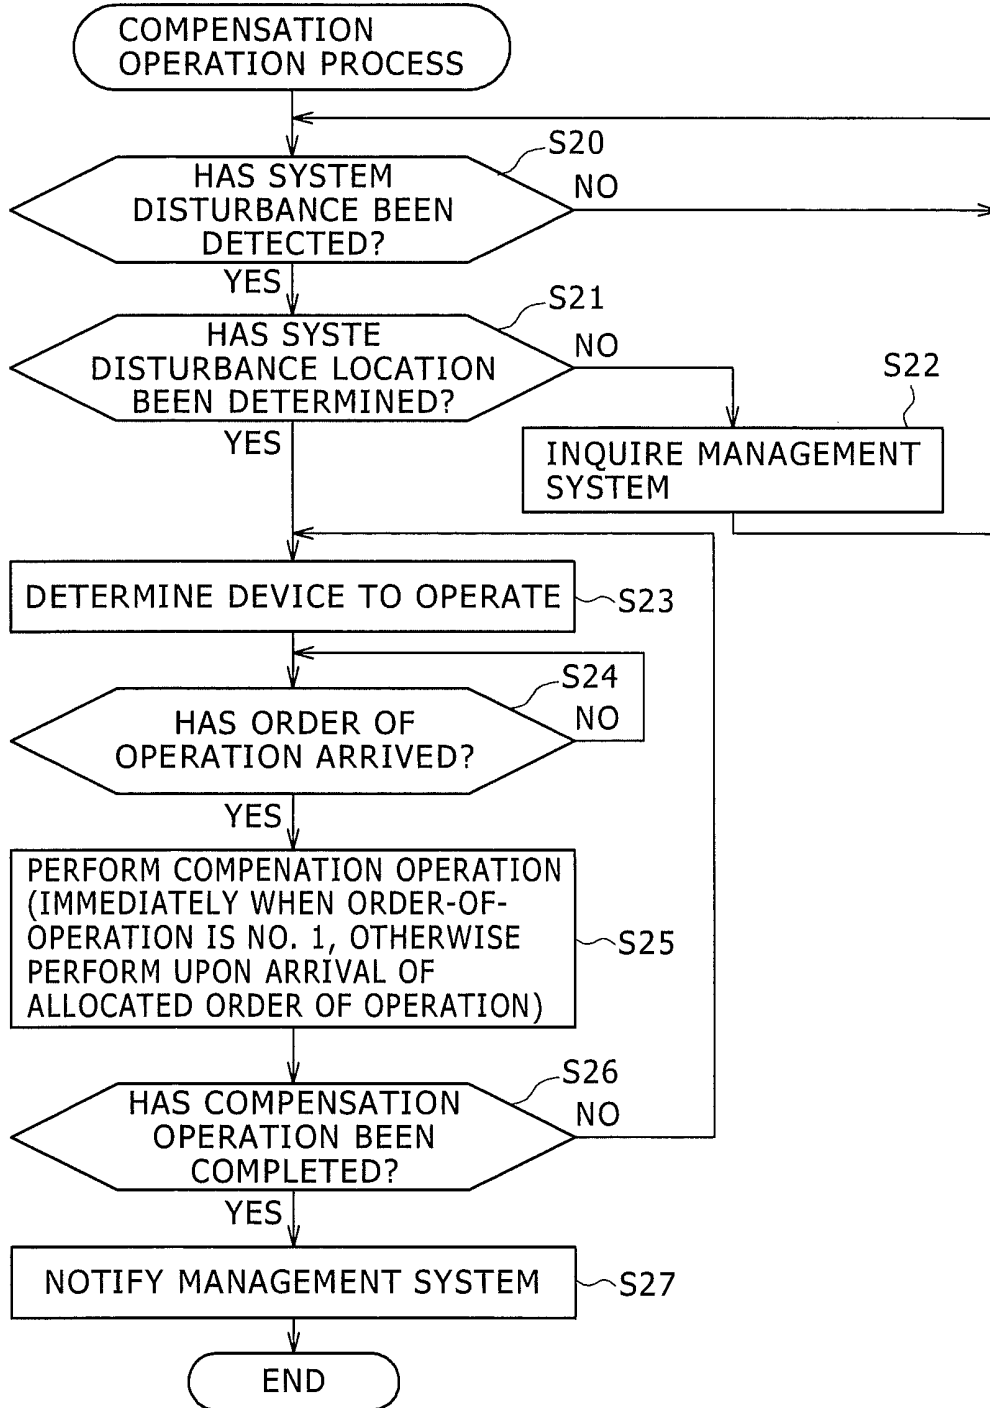 COMPENSATION
OPERATION PROCESS
S20
HAS SYSTEM
DISTURBANCE BEEN
DETECTED?
NO
YES
S21
HAS SYSTE
DISTURBANCE LOCATION
BEEN DETERMINED?
NO
YES
S22
INQUIRE MANAGEMENT
SYSTEM
DETERMINE DEVICE TO OPERATE
S23
S24
HAS ORDER OF
OPERATION ARRIVED?
NO
YES
PERFORM COMPENATION OPERATION
(IMMEDIATELY WHEN ORDER-OF-
OPERATION IS NO. 1, OTHERWISE
PERFORM UPON ARRIVAL OF
ALLOCATED ORDER OF OPERATION)
S25
S26
HAS COMPENSATION
OPERATION BEEN
COMPLETED?
NO
YES
NOTIFY MANAGEMENT SYSTEM
S27
END